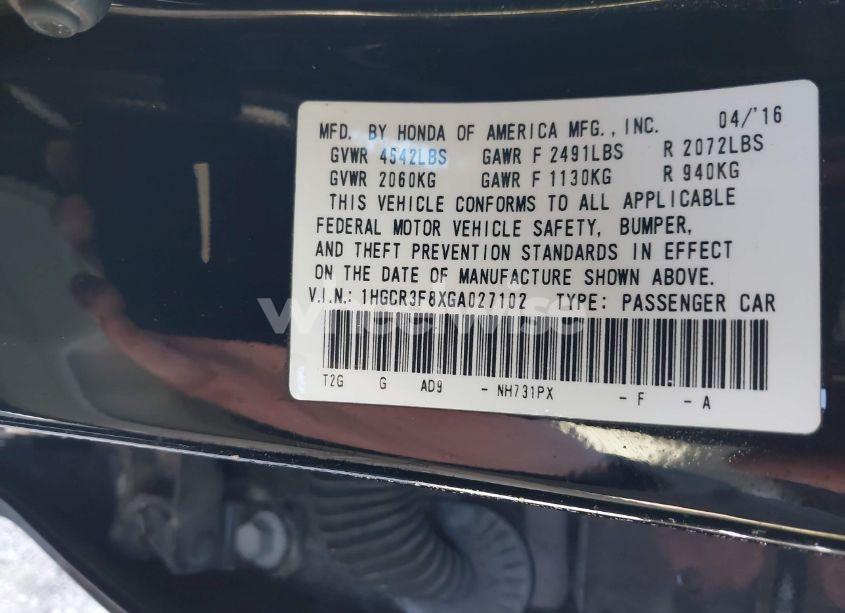 MFD. BY HONDA OF AMERICA MFG., INC. 04/'16
GVWR 4542LBS GAWR F 2491LBS R 2072LBS
GVWR 2060KG GAWR F 1130KG R 940KG
THIS VEHICLE CONFORMS TO ALL APPLICABLE
FEDERAL MOTOR VEHICLE SAFETY, BUMPER,
AND THEFT PREVENTION STANDARDS IN EFFECT
ON THE DATE OF MANUFACTURE SHOWN ABOVE.
V.I.N.: 1HGCR3F8XGA027102 TYPE: PASSENGER CAR
wheelwise
T2G G AD9 - NH731PX - F - A